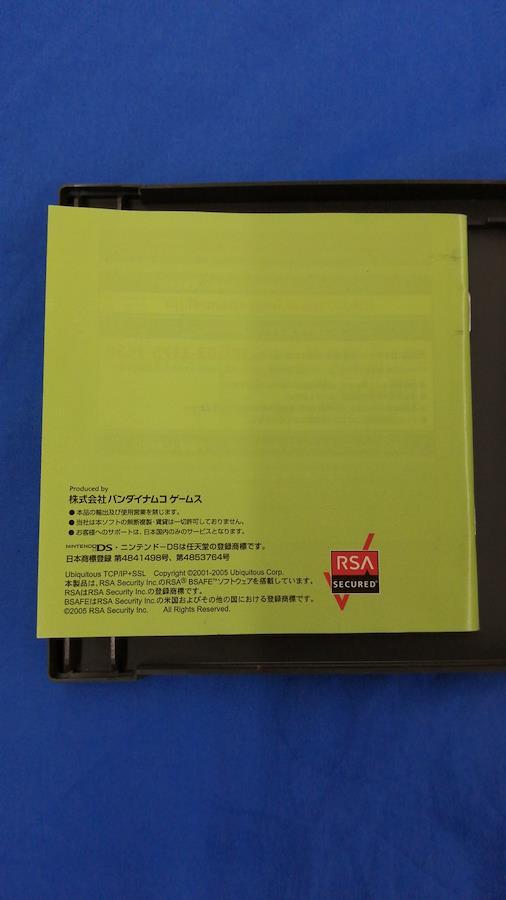 Produced by
株式会社 バンダイナムコ ゲームス
● 本品の輸出及び使用営業を禁じます。
● 当社は本ソフトの無断複製・賃貸は一切許可しておりません。
● お客様へのサポートは、日本国内のみのサービスとなります。
NINTENDO DS・ニンテンドーDSは任天堂の登録商標です。
日本商標登録 第4841498号、第4853764号
Ubiquitous TCP/IP+SSL Copyright ©2001-2005 Ubiquitous Corp.
本製品は、RSA Security Inc.のRSA® BSAFE™ソフトウェアを搭載しています。
RSAはRSA Security Inc.の登録商標です。
BSAFEはRSA Security Inc.の米国およびその他の国における登録商標です。
©2005 RSA Security Inc. All Rights Reserved.
RSA
SECURED®